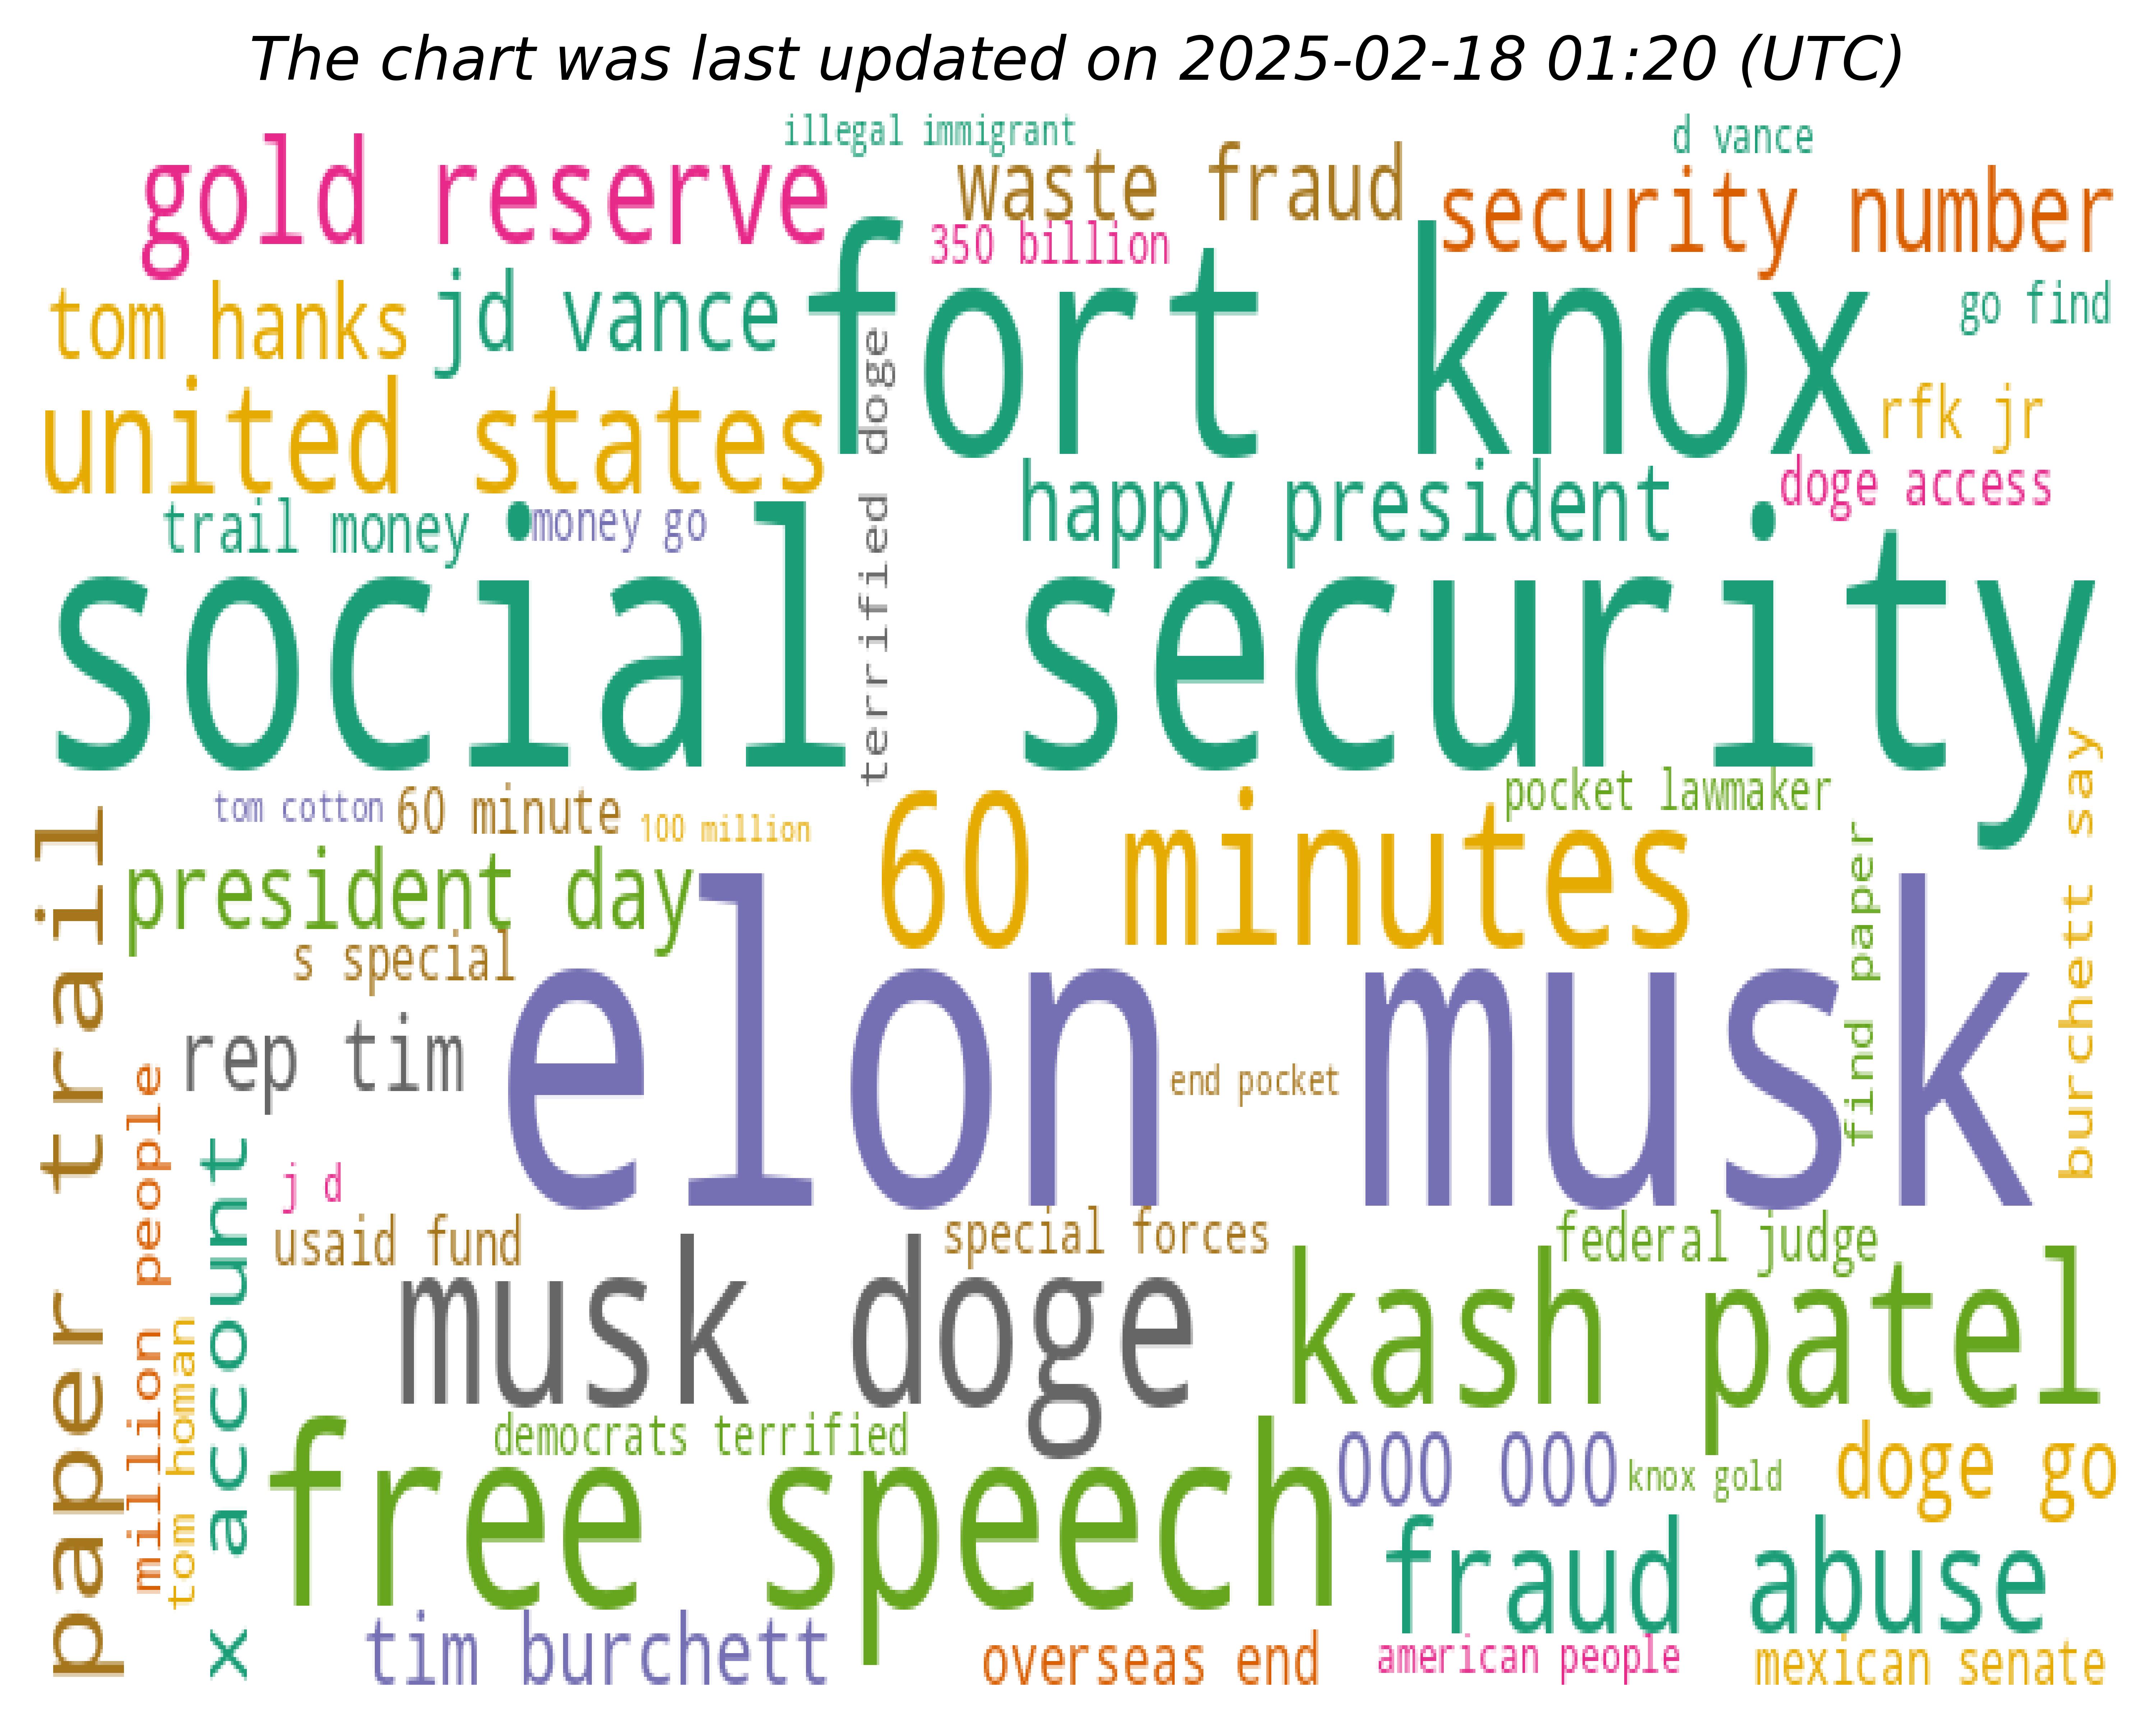 The chart was last updated on 2025-02-18 01:20 (UTC)
illegal immigrant
d vance
gold reserve
waste fraud
security number
350 billion
tom hanks
jd vance
fort knox
go find
united states
rfk jr
terrified doge
happy president
doge access
trail money
money go
social security
tom cotton
60 minute
100 million
60 minutes
pocket lawmaker
president day
s special
elon musk
find paper
burchett say
paper trail
rep tim
end pocket
million people
j d
x account
usaid fund
special forces
federal judge
musk doge
kash patel
tom homan
democrats terrified
free speech
000 000
knox gold
doge go
fraud abuse
tim burchett
overseas end
american people
mexican senate